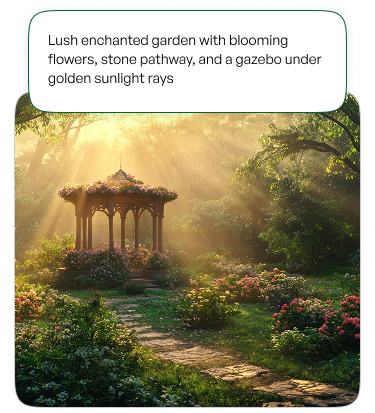 Lush enchanted garden with blooming
flowers, stone pathway, and a gazebo under
golden sunlight rays